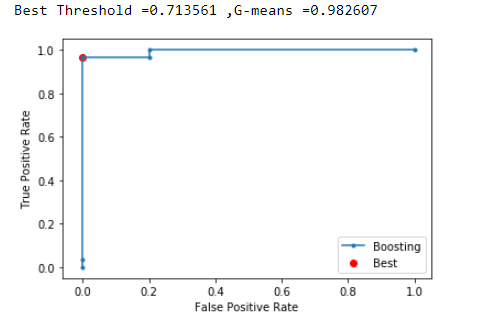 Best Threshold =0.713561 ,G-means =0.982607
1.0
0.8
0.6
0.4
0.2
0.0
True Positive Rate
Boosting
Best
0.0 0.2 0.4 0.6 0.8 1.0
False Positive Rate